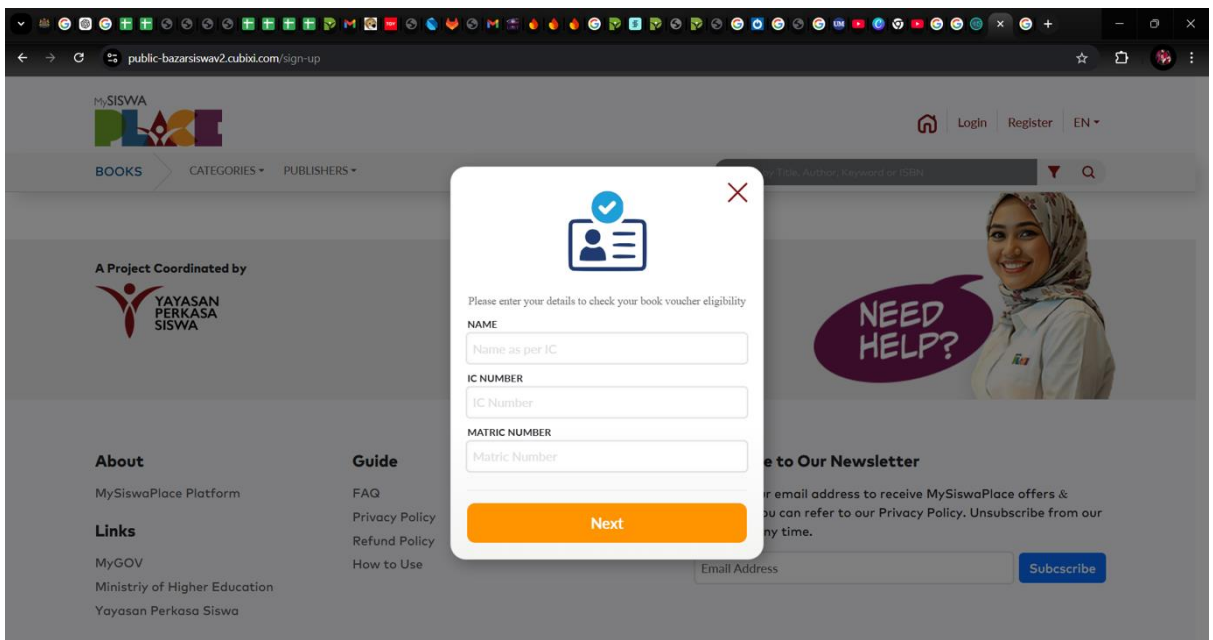 public-bazarsiswav2.cubixi.com/sign-up
MySISWA
PLACE
Login Register EN
BOOKS CATEGORIES PUBLISHERS
by Title, Author, Keyword or ISBN
Please enter your details to check your book voucher eligibility
NAME
Name as per IC
IC NUMBER
IC Number
MATRIC NUMBER
Matric Number
Next
A Project Coordinated by
YAYASAN
PERKASA
SISWA
NEED
HELP?
About
MySiswaPlace Platform
Links
MyGOV
Ministriy of Higher Education
Yayasan Perkasa Siswa
Guide
FAQ
Privacy Policy
Refund Policy
How to Use
e to Our Newsletter
r email address to receive MySiswaPlace offers &
ou can refer to our Privacy Policy. Unsubscribe from our
ny time.
Email Address
Subcscribe